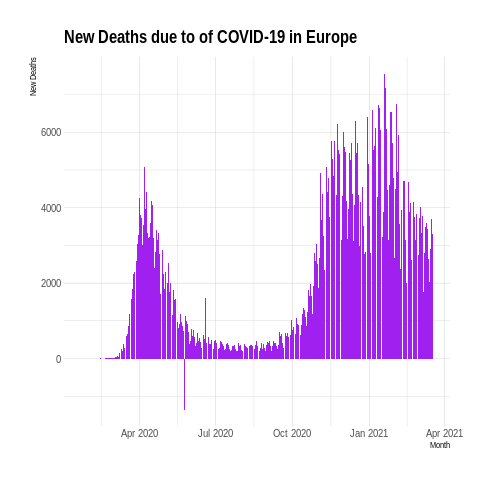 New Deaths due to of COVID-19 in Europe
New Deaths
6000
4000
2000
0
Apr 2020 Jul 2020 Oct 2020 Jan 2021 Apr 2021
Month